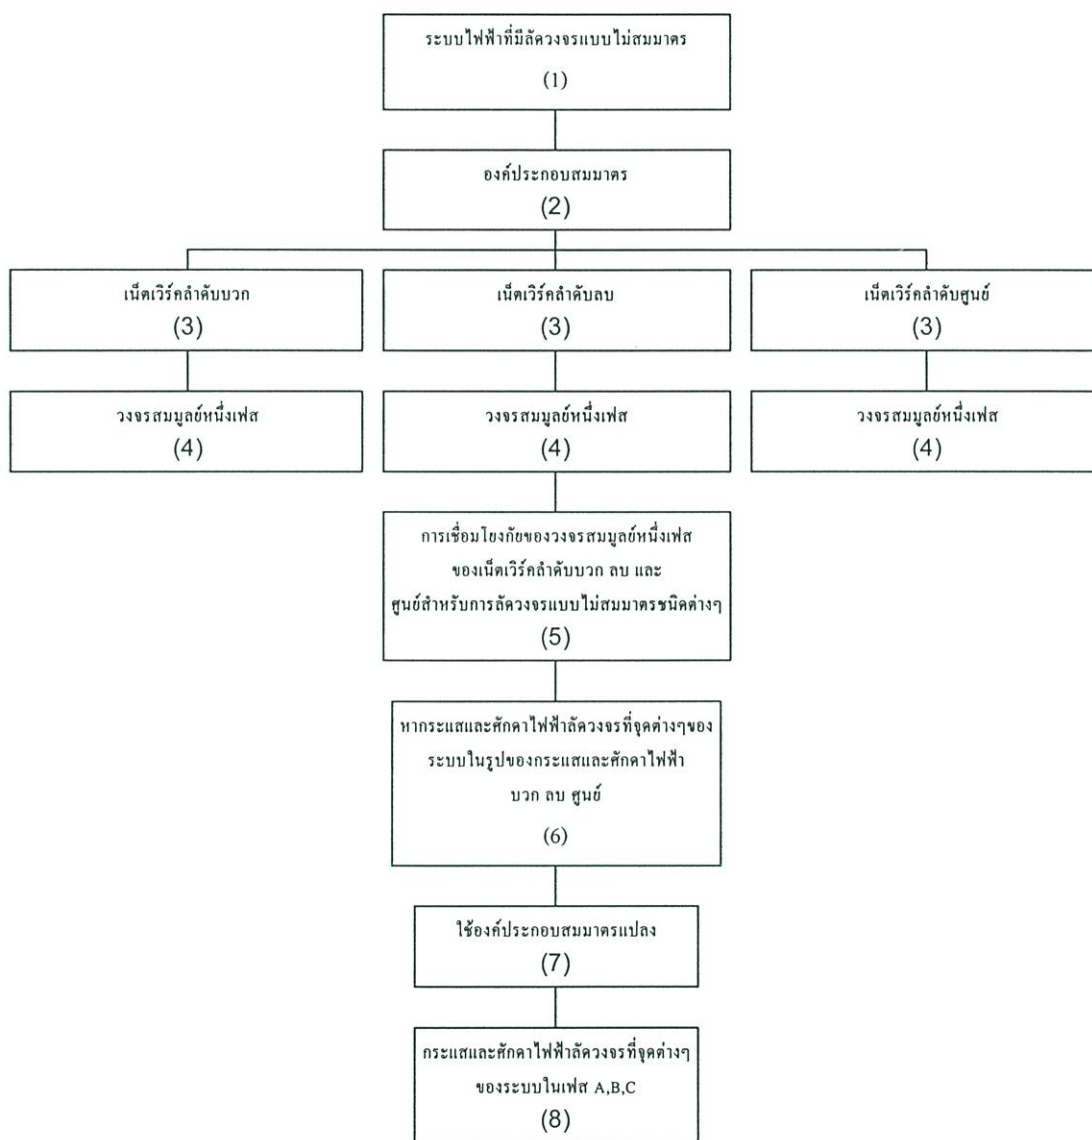 ระบบไฟฟ้าที่มีลัดวงจรแบบไม่สมมาตร
(1)
องค์ประกอบสมมาตร
(2)
เน็ตเวิร์คลำดับบวก
(3)
เน็ตเวิร์คลำดับลบ
(3)
เน็ตเวิร์คลำดับศูนย์
(3)
วงจรสมมูลย์หนึ่งเฟส
(4)
วงจรสมมูลย์หนึ่งเฟส
(4)
วงจรสมมูลย์หนึ่งเฟส
(4)
การเชื่อมโยงกัยของวงจรสมมูลย์หนึ่งเฟส
ของเน็ตเวิร์คลำดับบวก ลบ และ
ศูนย์สำหรับการลัดวงจรแบบไม่สมมาตรชนิดต่างๆ
(5)
หากระแสและศักดาไฟฟ้าลัดวงจรที่จุดต่างๆของ
ระบบในรูปของกระแสและศักดาไฟฟ้า
บวก ลบ ศูนย์
(6)
ใช้องค์ประกอบสมมาตรแปลง
(7)
กระแสและศักดาไฟฟ้าลัดวงจรที่จุดต่างๆ
ของระบบในเฟส A,B,C
(8)